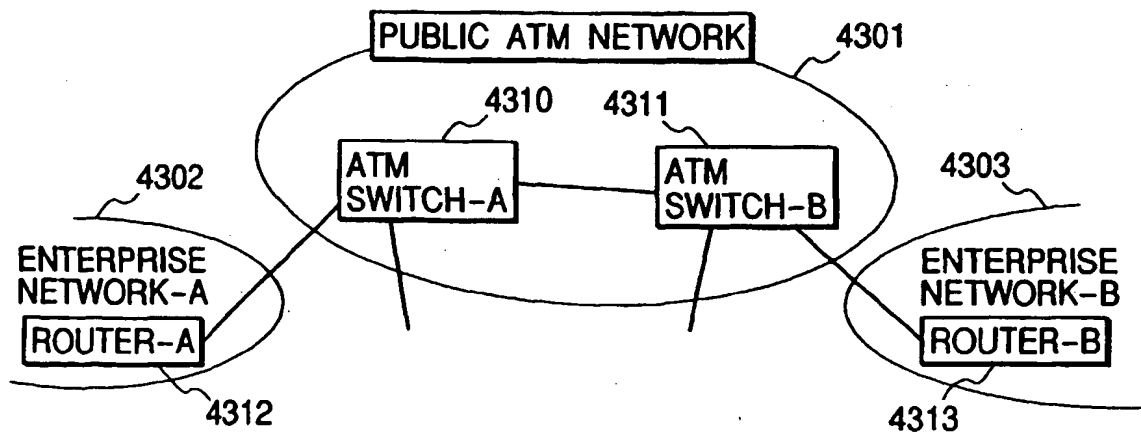 PUBLIC ATM NETWORK
4301
4310
4311
ATM
SWITCH-A
ATM
SWITCH-B
4302
4303
ENTERPRISE
NETWORK-A
ROUTER-A
ENTERPRISE
NETWORK-B
ROUTER-B
4312
4313